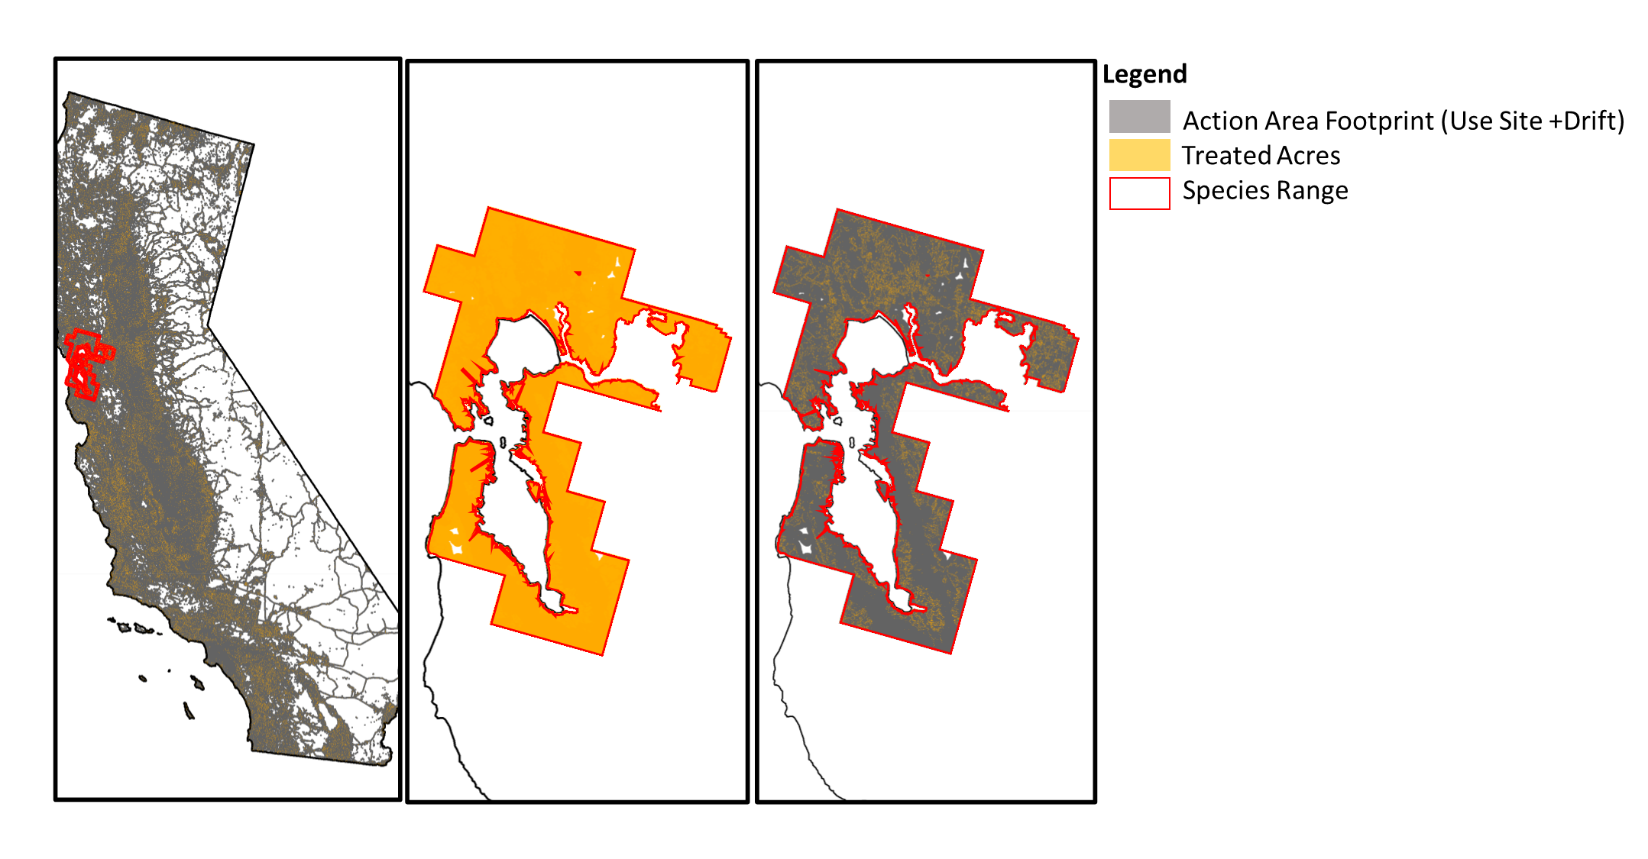 Legend
Action Area Footprint (Use Site +Drift)
Treated Acres
Species Range